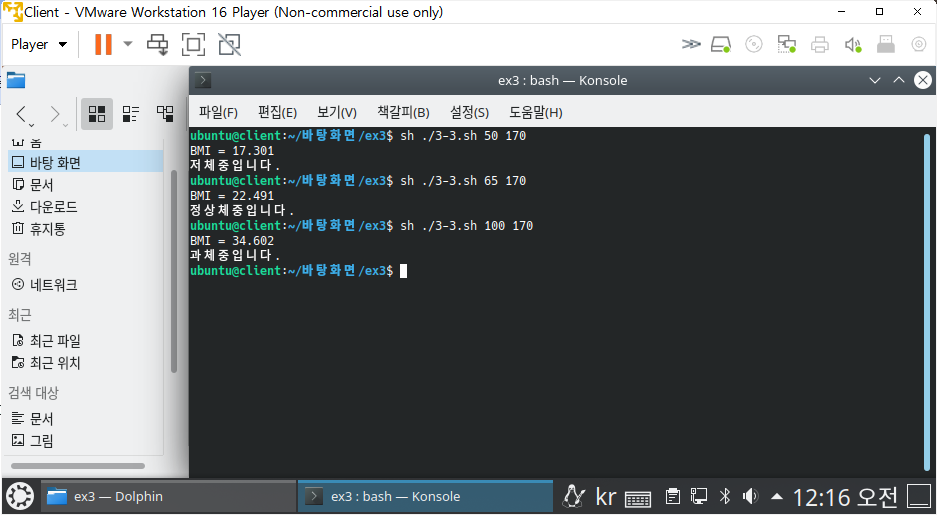 Client - VMware Workstation 16 Player (Non-commercial use only)
Player
ex3 : bash — Konsole
파일(F) 편집(E) 보기(V) 책갈피(B) 설정(S) 도움말(H)
홈
바탕 화면
문서
다운로드
휴지통
원격
네트워크
최근
최근 파일
최근 위치
검색 대상
문서
그림
ubuntu@client:~/바탕화면/ex3$ sh ./3-3.sh 50 170
BMI = 17.301
저체중입니다.
ubuntu@client:~/바탕화면/ex3$ sh ./3-3.sh 65 170
BMI = 22.491
정상체중입니다.
ubuntu@client:~/바탕화면/ex3$ sh ./3-3.sh 100 170
BMI = 34.602
과체중입니다.
ubuntu@client:~/바탕화면/ex3$
ex3 — Dolphin
ex3 : bash — Konsole
kr
12:16 오전